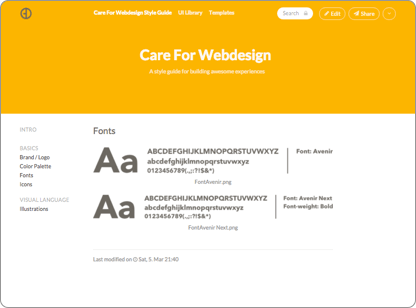 Care For Webdesign Style Guide
UI Library
Templates
Search
Edit
Share
Care For Webdesign
A style guide for building awesome experiences
INTRO
BASICS
Brand / Logo
Color Palette
Fonts
Icons
VISUAL LANGUAGE
Illustrations
Fonts
Aa
ABCDEFGHIJKLMNOPQRSTUVWXYZ
abcdefghijklmnopqrstuvwxyz
0123456789(.,;:?!$&*)
Font: Avenir
FontAvenir.png
Aa
ABCDEFGHIJKLMNOPQRSTUVWXYZ
abcdefghijklmnopqrstuvwxyz
0123456789(.,;:?!$&*)
Font: Avenir Next
Font-weight: Bold
FontAvenir Next.png
Last modified on Sat, 5. Mar 21:40